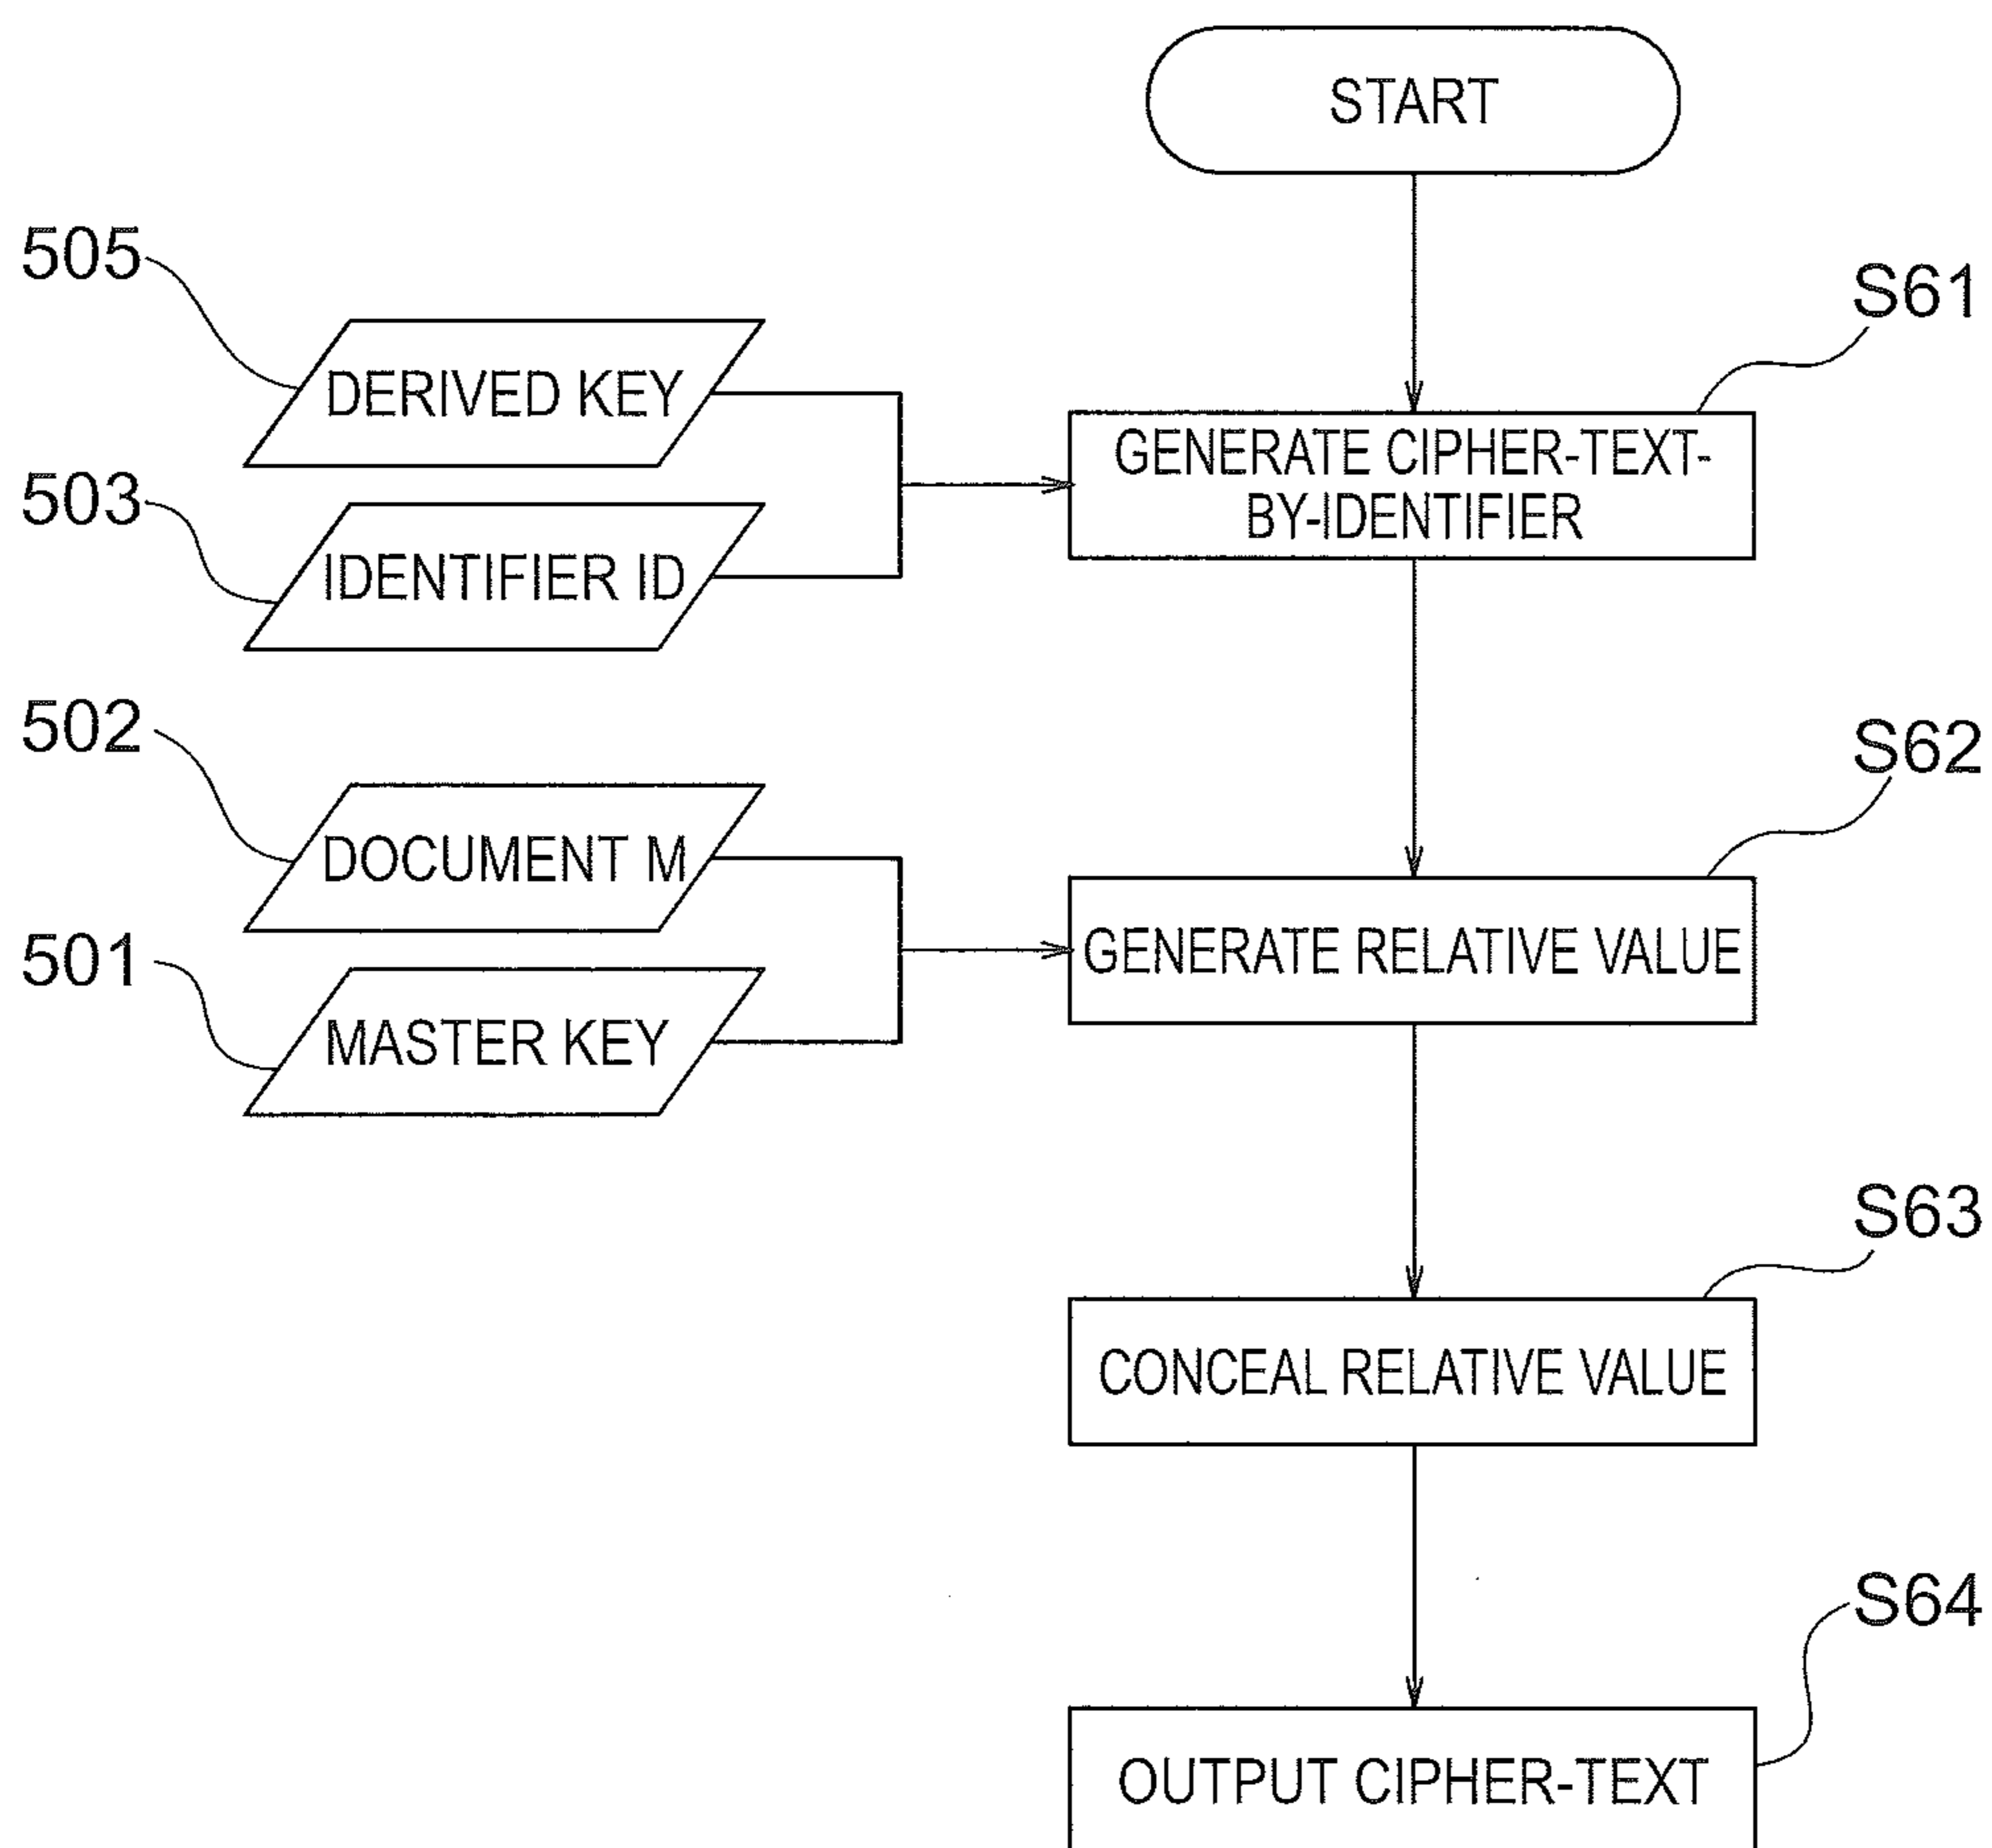 START
505
S61
DERIVED KEY
GENERATE CIPHER-TEXT-
BY-IDENTIFIER
503
IDENTIFIER ID
502
S62
DOCUMENT M
GENERATE RELATIVE VALUE
501
MASTER KEY
S63
CONCEAL RELATIVE VALUE
S64
OUTPUT CIPHER-TEXT